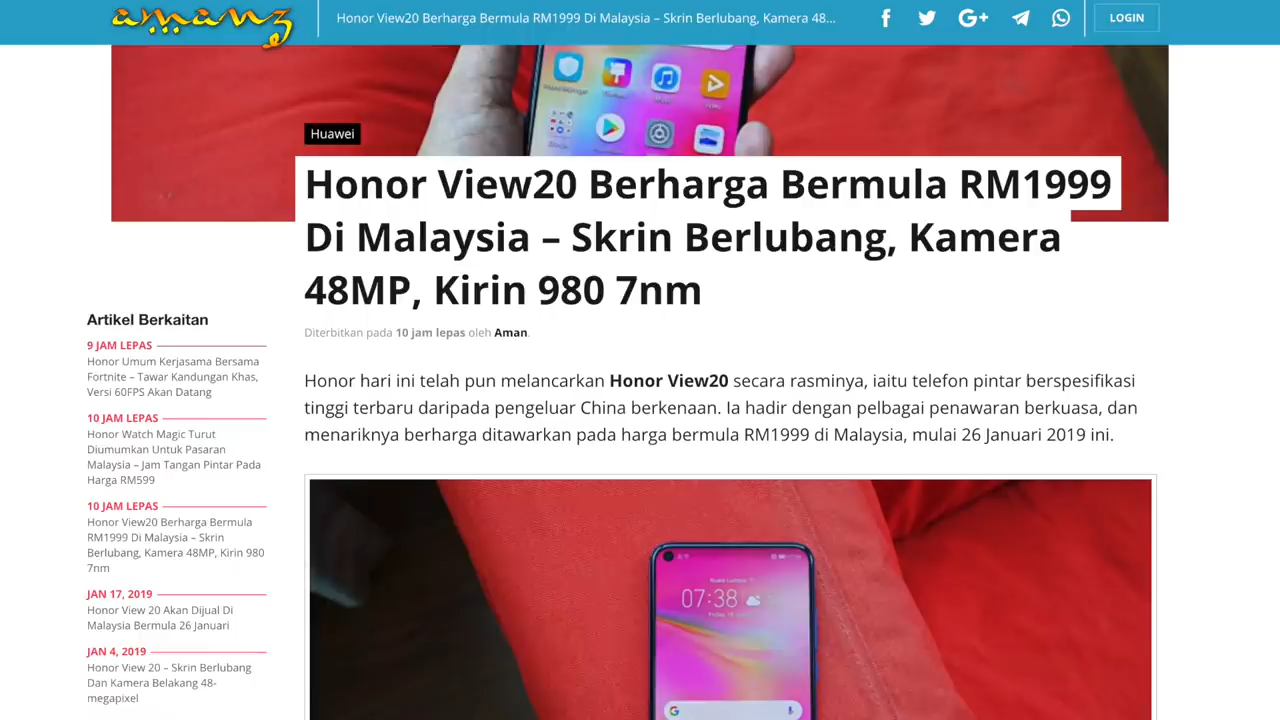 amanz
Honor View20 Berharga Bermula RM1999 Di Malaysia – Skrin Berlubang, Kamera 48...
LOGIN
Huawei
Honor View20 Berharga Bermula RM1999
Di Malaysia – Skrin Berlubang, Kamera
48MP, Kirin 980 7nm
Diterbitkan pada 10 jam lepas oleh Aman.
Honor hari ini telah pun melancarkan Honor View20 secara rasminya, iaitu telefon pintar berspesifikasi
tinggi terbaru daripada pengeluar China berkenaan. Ia hadir dengan pelbagai penawaran berkuasa, dan
menariknya berharga ditawarkan pada harga bermula RM1999 di Malaysia, mulai 26 Januari 2019 ini.
Artikel Berkaitan
9 JAM LEPAS
Honor Umum Kerjasama Bersama
Fortnite – Tawar Kandungan Khas,
Versi 60FPS Akan Datang
10 JAM LEPAS
Honor Watch Magic Turut
Diumumkan Untuk Pasaran
Malaysia – Jam Tangan Pintar Pada
Harga RM599
10 JAM LEPAS
Honor View20 Berharga Bermula
RM1999 Di Malaysia – Skrin
Berlubang, Kamera 48MP, Kirin 980
7nm
JAN 17, 2019
Honor View 20 Akan Dijual Di
Malaysia Bermula 26 Januari
JAN 4, 2019
Honor View 20 – Skrin Berlubang
Dan Kamera Belakang 48-
megapixel
07:38